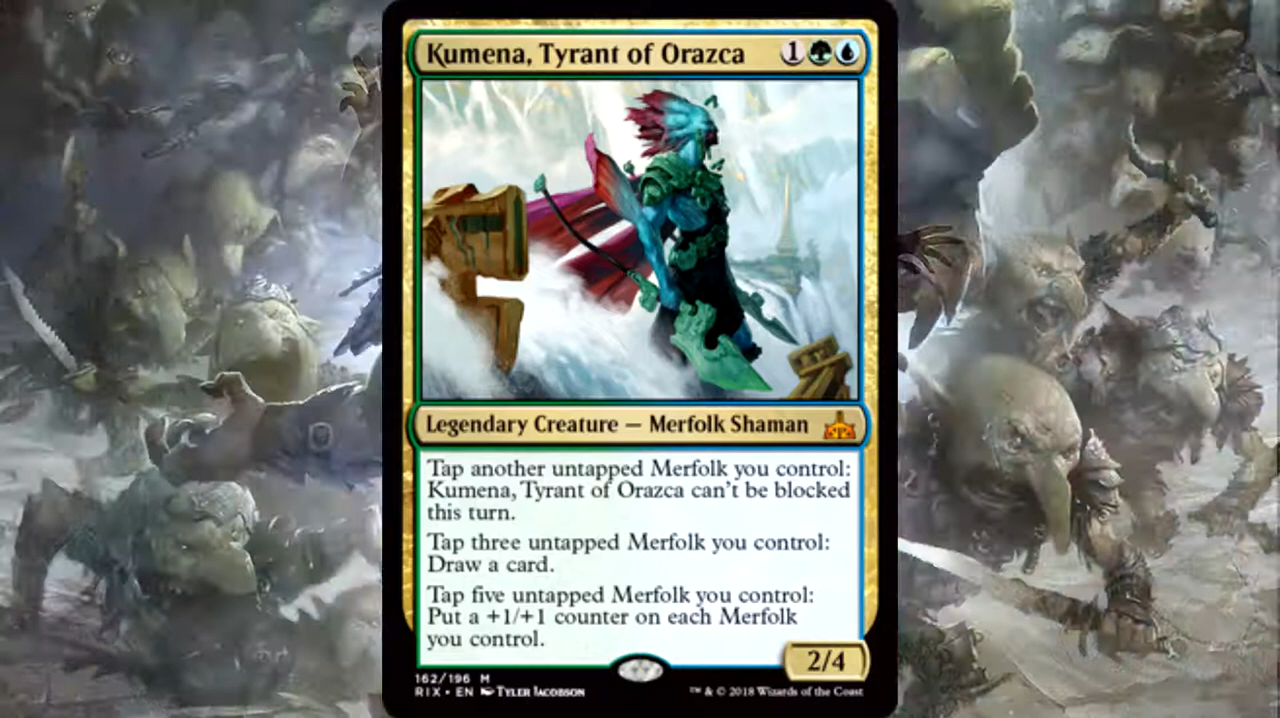 Kumena, Tyrant of Orazca 1
Legendary Creature — Merfolk Shaman
Tap another untapped Merfolk you control:
Kumena, Tyrant of Orazca can't be blocked
this turn.
Tap three untapped Merfolk you control:
Draw a card.
Tap five untapped Merfolk you control:
Put a +1/+1 counter on each Merfolk
you control.
2/4
162/196 M
RIX • EN Tyler Jacobson ™ & © 2018 Wizards of the Coast